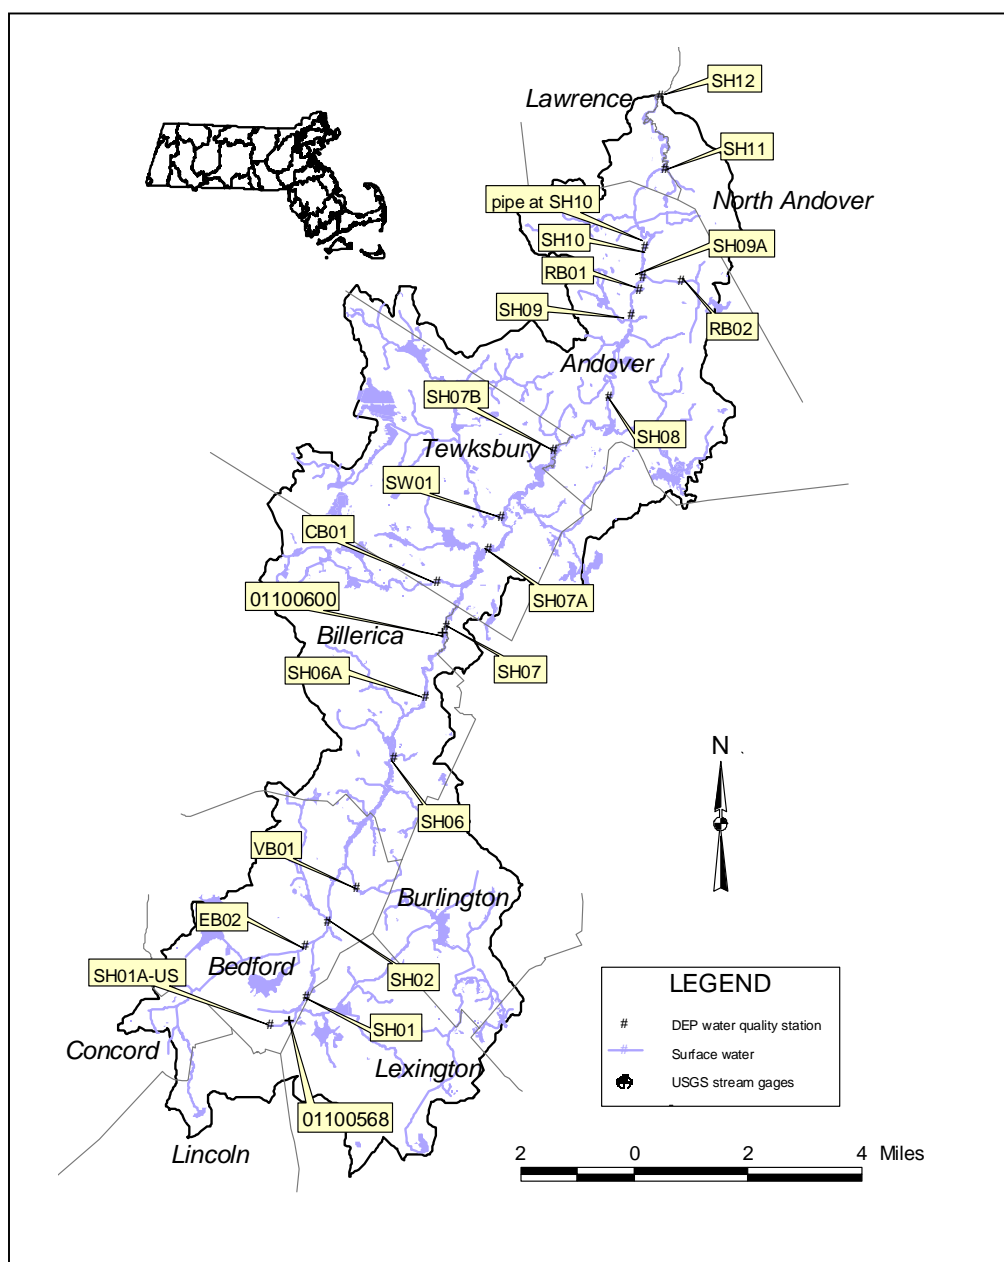 SH12
Lawrence
SH11
pipe at SH10
North Andover
SH10
SH09A
RB01
SH09
RB02
Andover
SH07B
SH08
Tewksbury
SW01
CB01
01100600
SH07A
Billerica
SH06A
SH07
N
SH06
VB01
Burlington
EB02
Bedford
SH02
SH01A-US
SH01
Concord
Lexington
01100568
Lincoln
LEGEND
# DEP water quality station
# Surface water
USGS stream gages
2 0 2 4 Miles